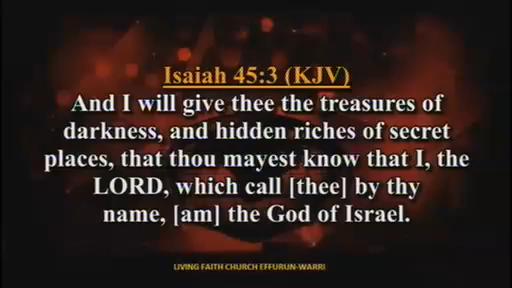 Isaiah 45:3 (KJV)
And I will give thee the treasures of
darkness, and hidden riches of secret
places, that thou mayest know that I, the
LORD, which call [thee] by thy
name, [am] the God of Israel.
LIVING FAITH CHURCH EFFURUN-WARRI